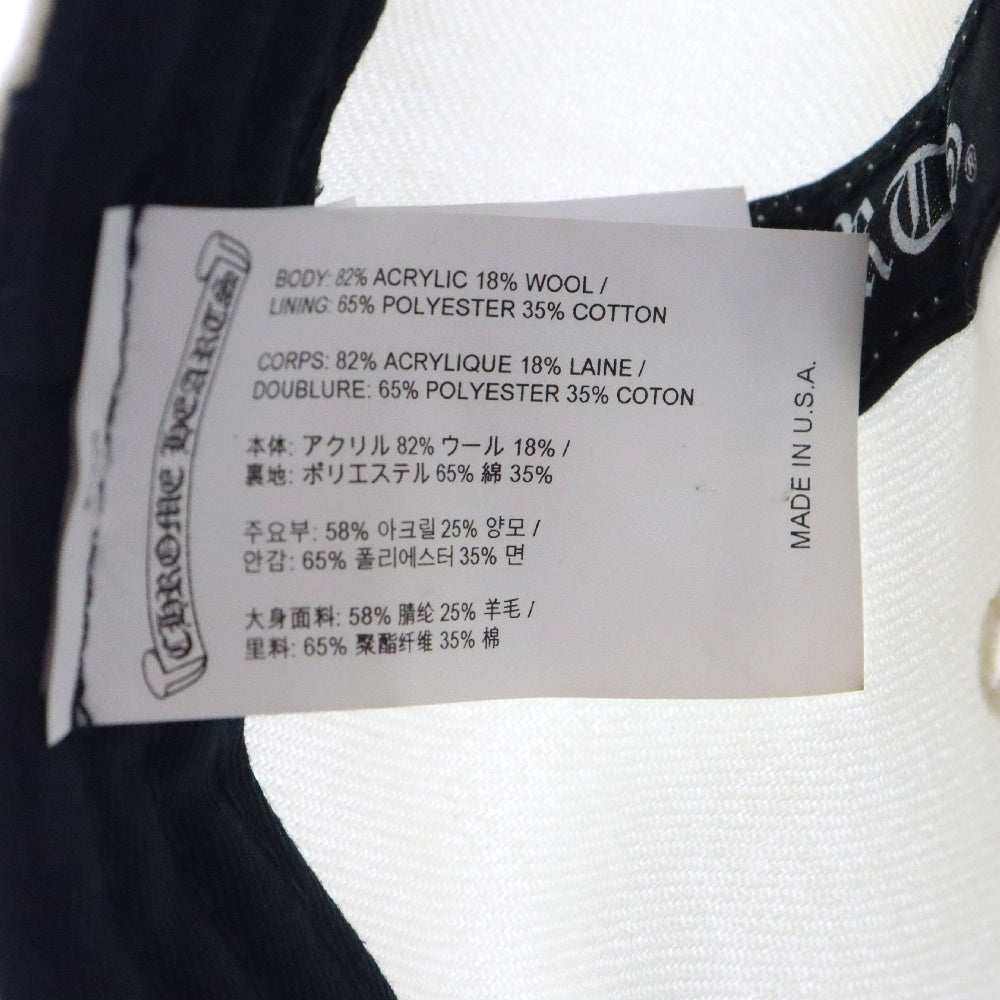 CHROME HEARTS
BODY: 82% ACRYLIC 18% WOOL /
LINING: 65% POLYESTER 35% COTTON
CORPS: 82% ACRYLIQUE 18% LAINE /
DOUBLURE: 65% POLYESTER 35% COTON
本体: アクリル 82% ウール 18% /
裏地: ポリエステル 65% 綿 35%
주요부: 58% 아크릴 25% 양모 /
안감: 65% 폴리에스터 35% 면
大身面料: 58% 腈纶 25% 羊毛 /
里料: 65% 聚酯纤维 35% 棉
MADE IN U.S.A.